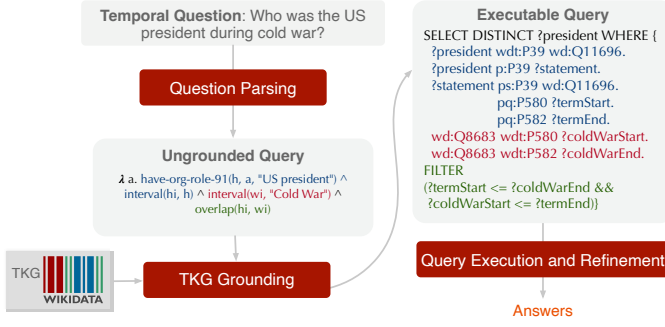 Temporal Question: Who was the US
president during cold war?
Question Parsing
Ungrounded Query
λ a. have-org-role-91(h, a, "US president") ^
interval(hi, h) ^ interval(wi, "Cold War") ^
overlap(hi, wi)
TKG
WIKIDATA
TKG Grounding
Executable Query
SELECT DISTINCT ?president WHERE {
?president wdt:P39 wd:Q11696.
?president p:P39 ?statement.
?statement ps:P39 wd:Q11696.
pq:P580 ?termStart.
pq:P582 ?termEnd.
wd:Q8683 wdt:P580 ?coldWarStart.
wd:Q8683 wdt:P582 ?coldWarEnd.
FILTER
(?termStart <= ?coldWarEnd &&
?coldWarStart <= ?termEnd)}
Query Execution and Refinement
Answers